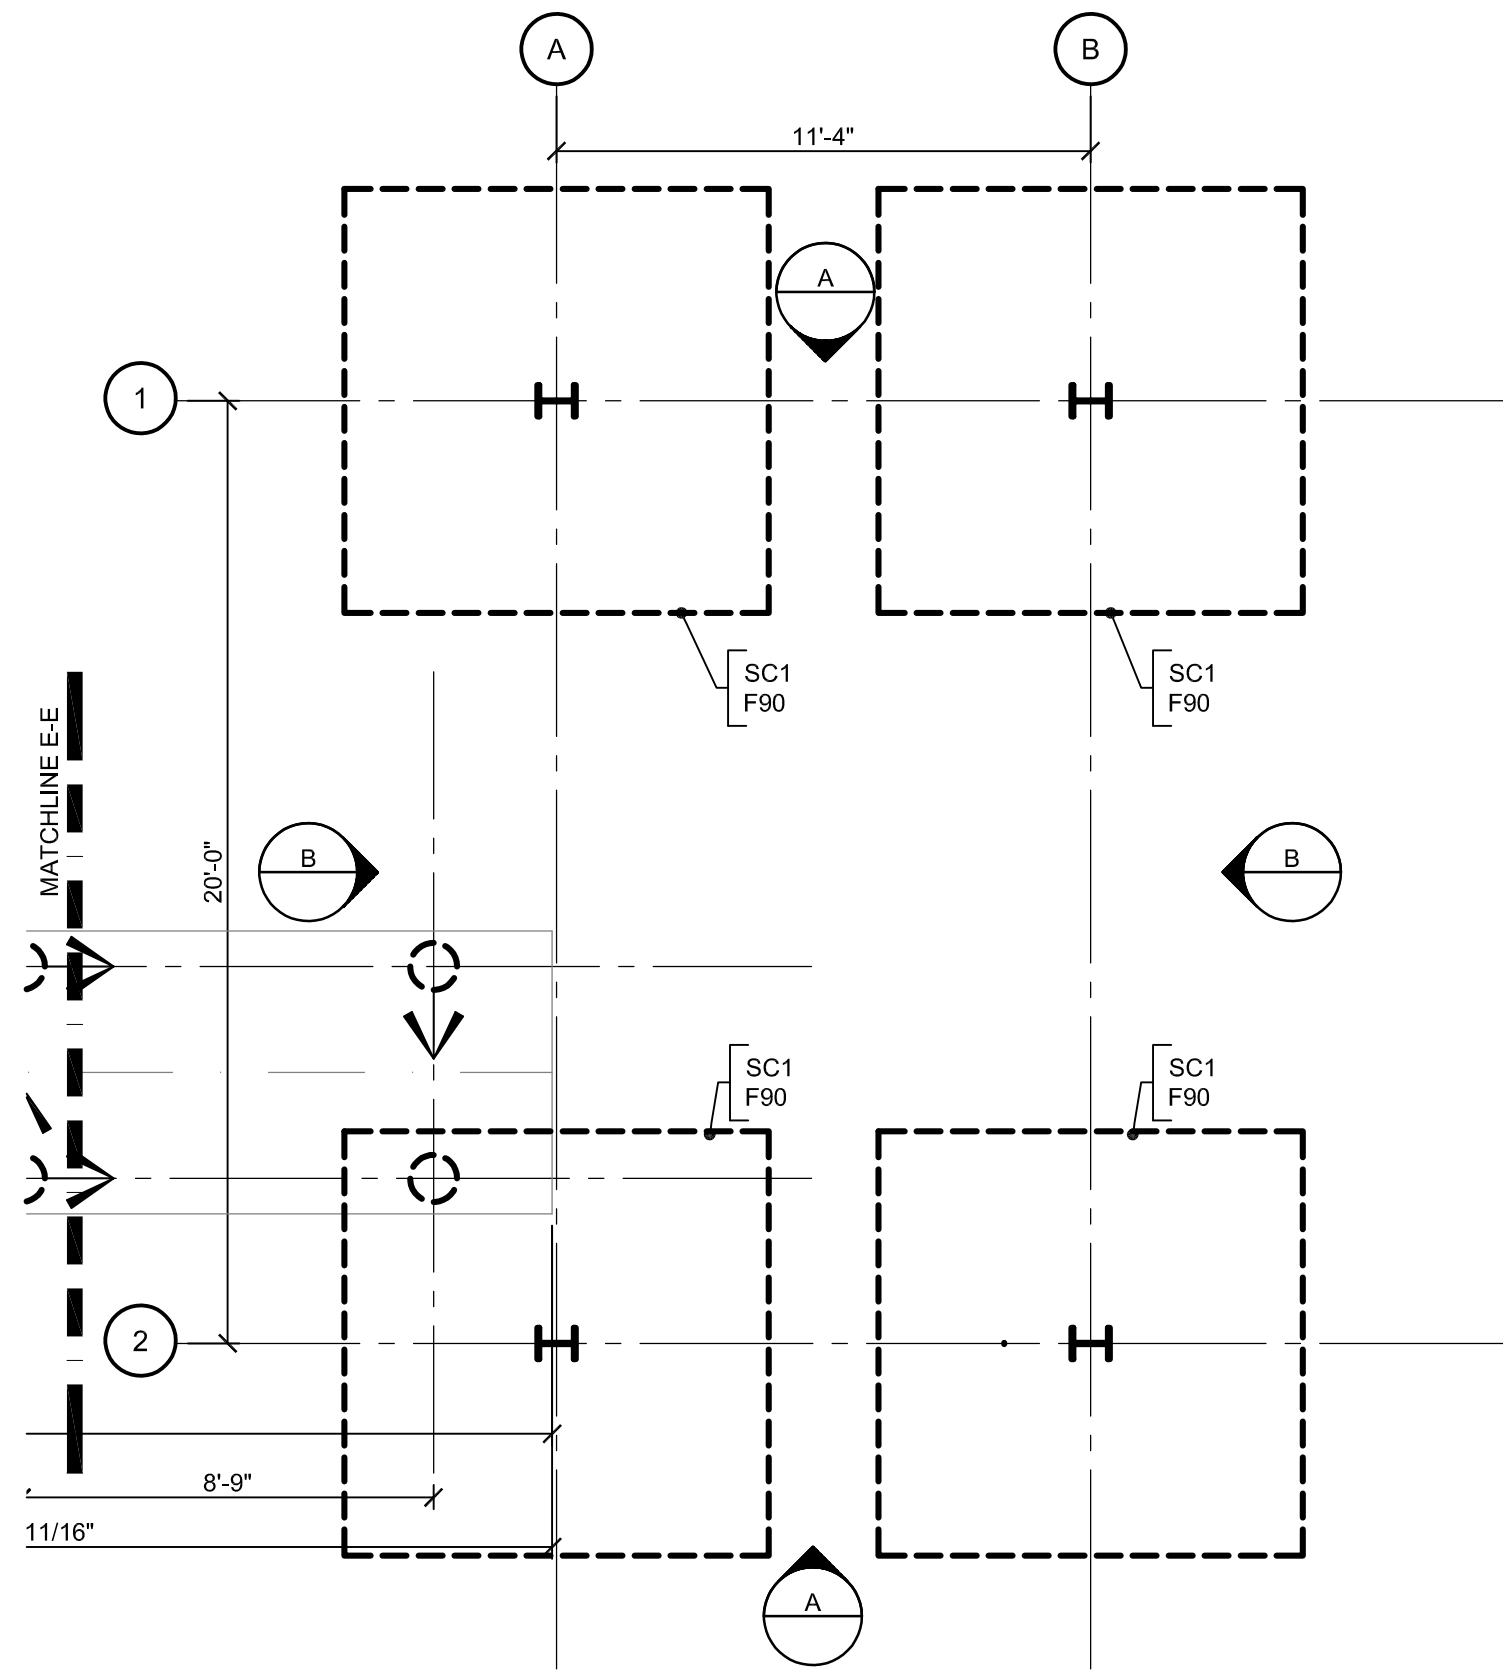 A
B
11'-4"
A
1
SC1
F90
SC1
F90
MATCHLINE E-E
20'-0"
B
B
SC1
F90
SC1
F90
2
8'-9"
11/16"
A